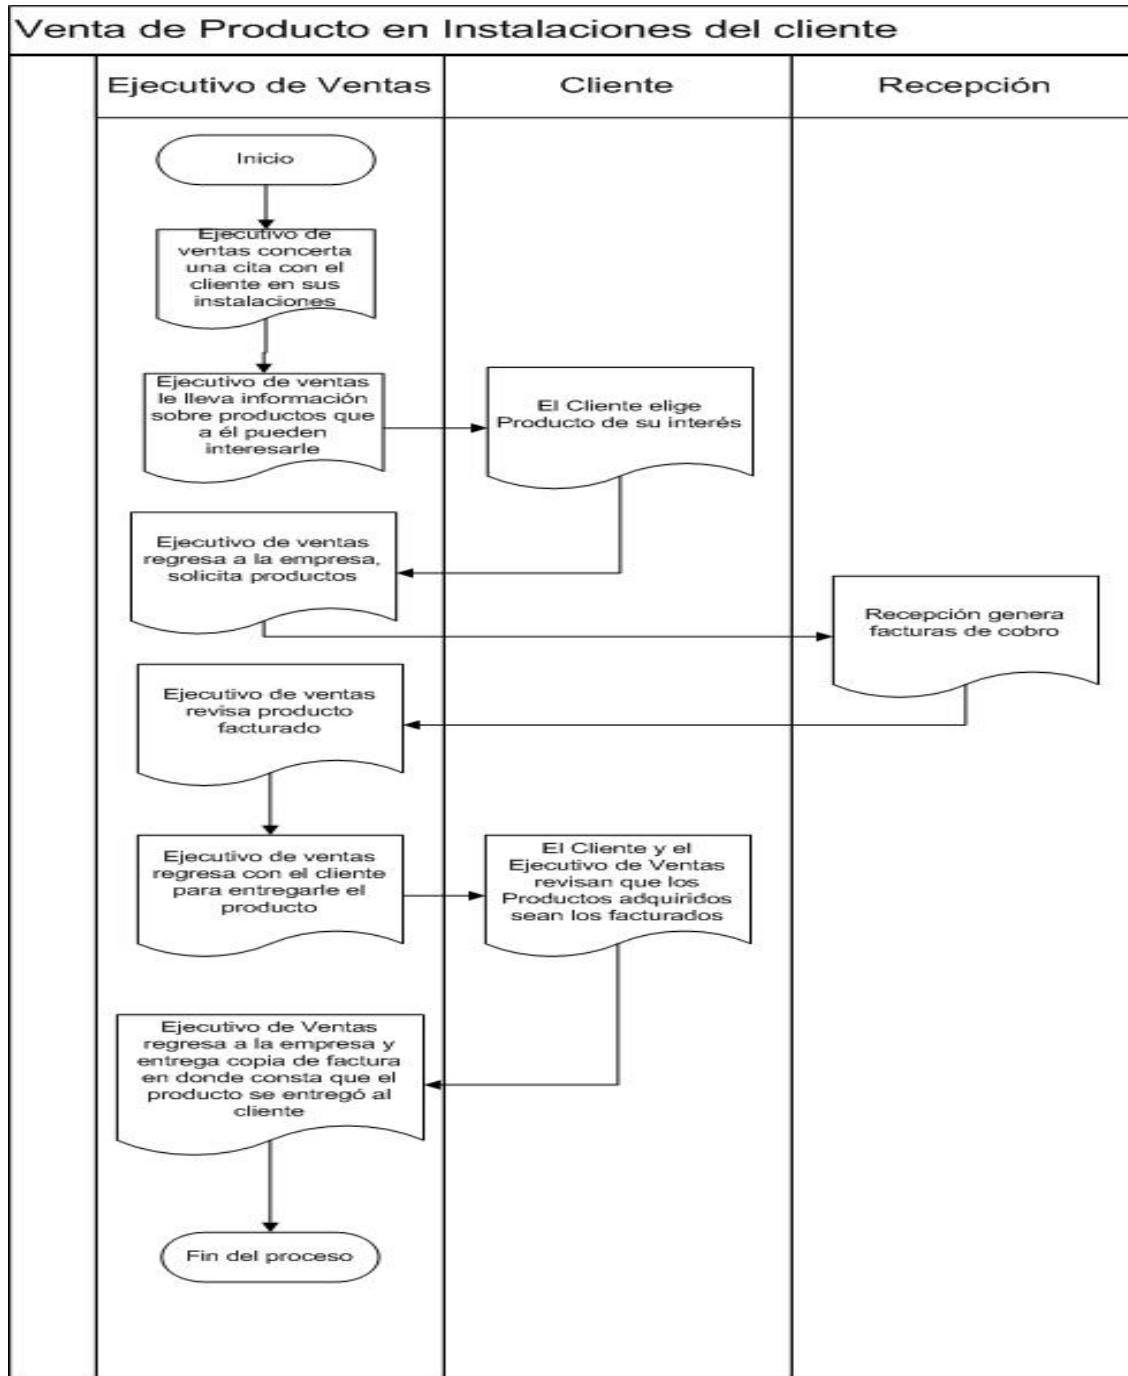 Venta de Producto en Instalaciones del cliente
Ejecutivo de Ventas
Cliente
Recepción
Inicio
Ejecutivo de
ventas concerta
una cita con el
cliente en sus
instalaciones
Ejecutivo de ventas
le lleva información
sobre productos que
a él pueden
interesarle
El Cliente elige
Producto de su interés
Ejecutivo de ventas
regresa a la empresa,
solicita productos
Recepción genera
facturas de cobro
Ejecutivo de ventas
revisa producto
facturado
Ejecutivo de ventas
regresa con el cliente
para entregarle el
producto
El Cliente y el
Ejecutivo de Ventas
revisan que los
Productos adquiridos
sean los facturados
Ejecutivo de Ventas
regresa a la empresa y
entrega copia de factura
en donde consta que el
producto se entregó al
cliente
Fin del proceso